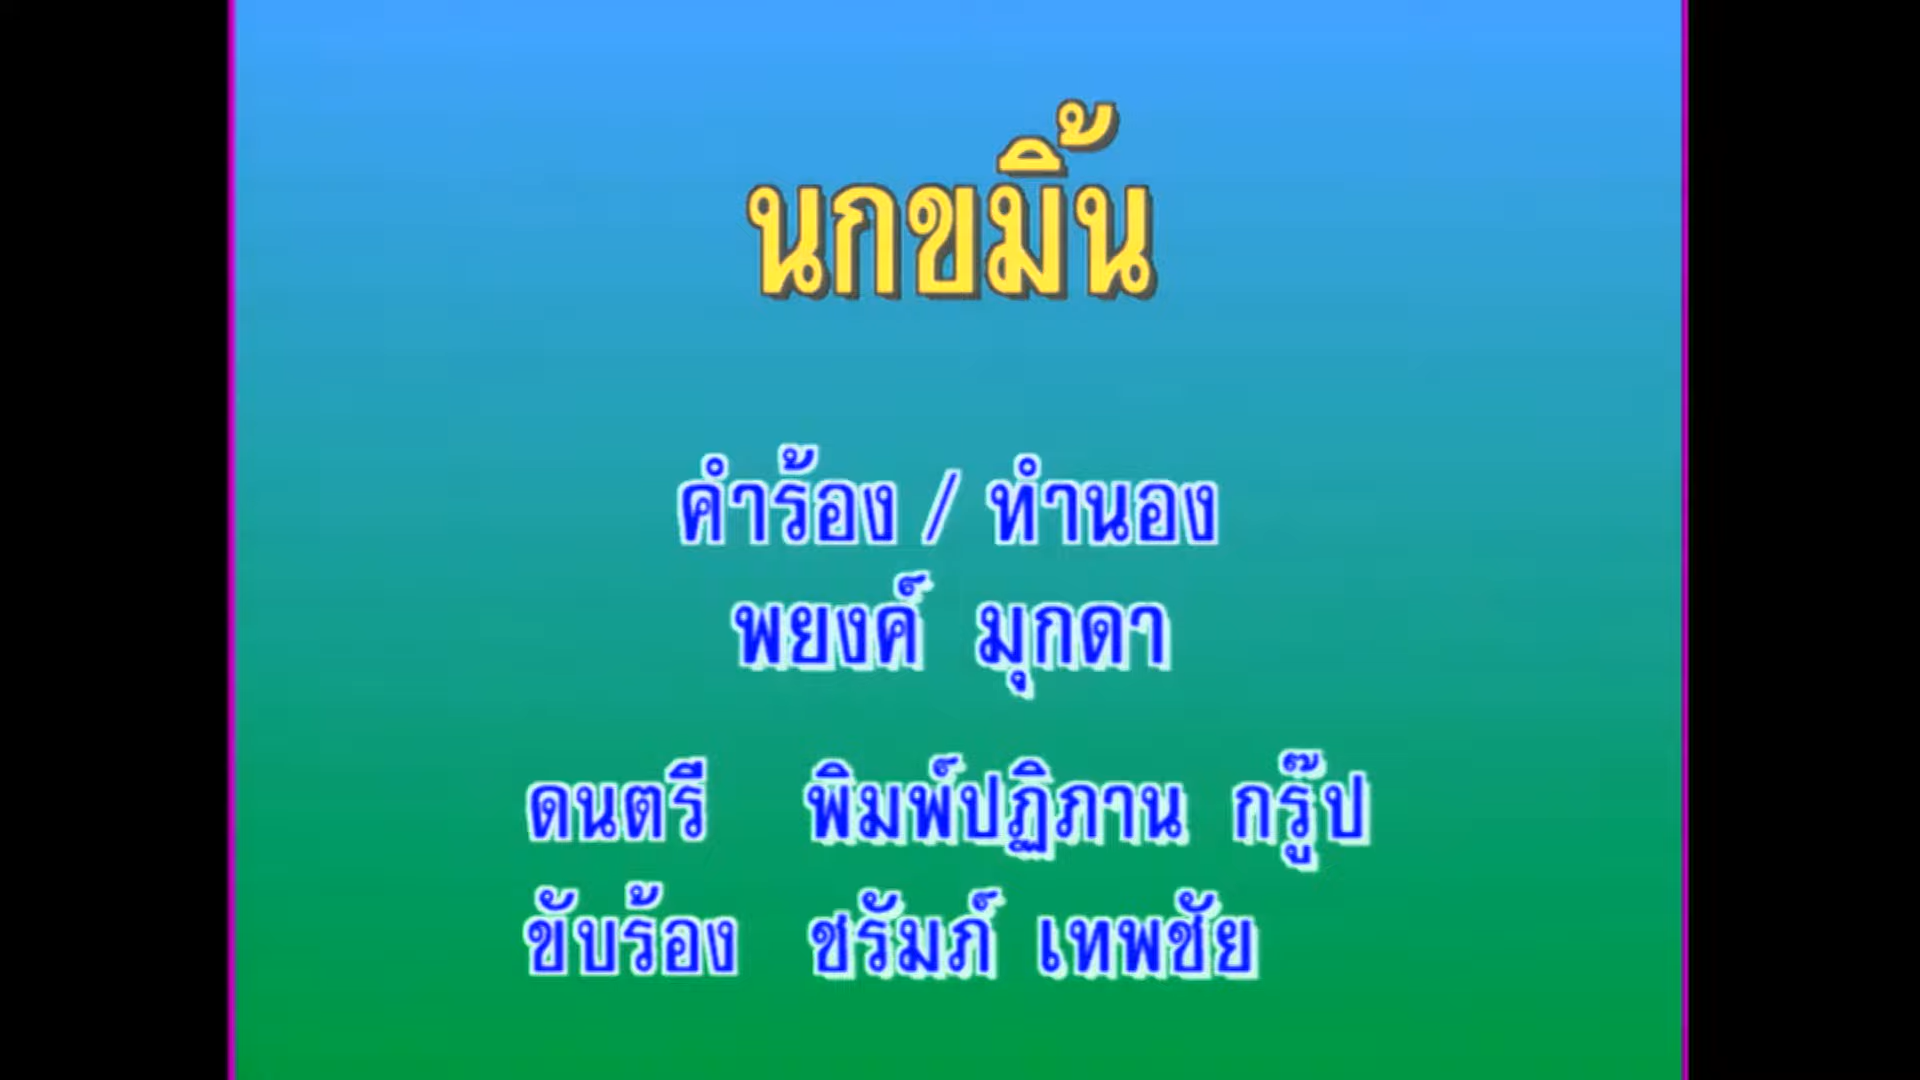 นกขมิ้น
คำร้อง / ทำนอง
พยงค์ มุกดา
ดนตรี พิมพ์ปฏิภาน กรุ๊ป
ขับร้อง ชรัมภ์ เทพชัย